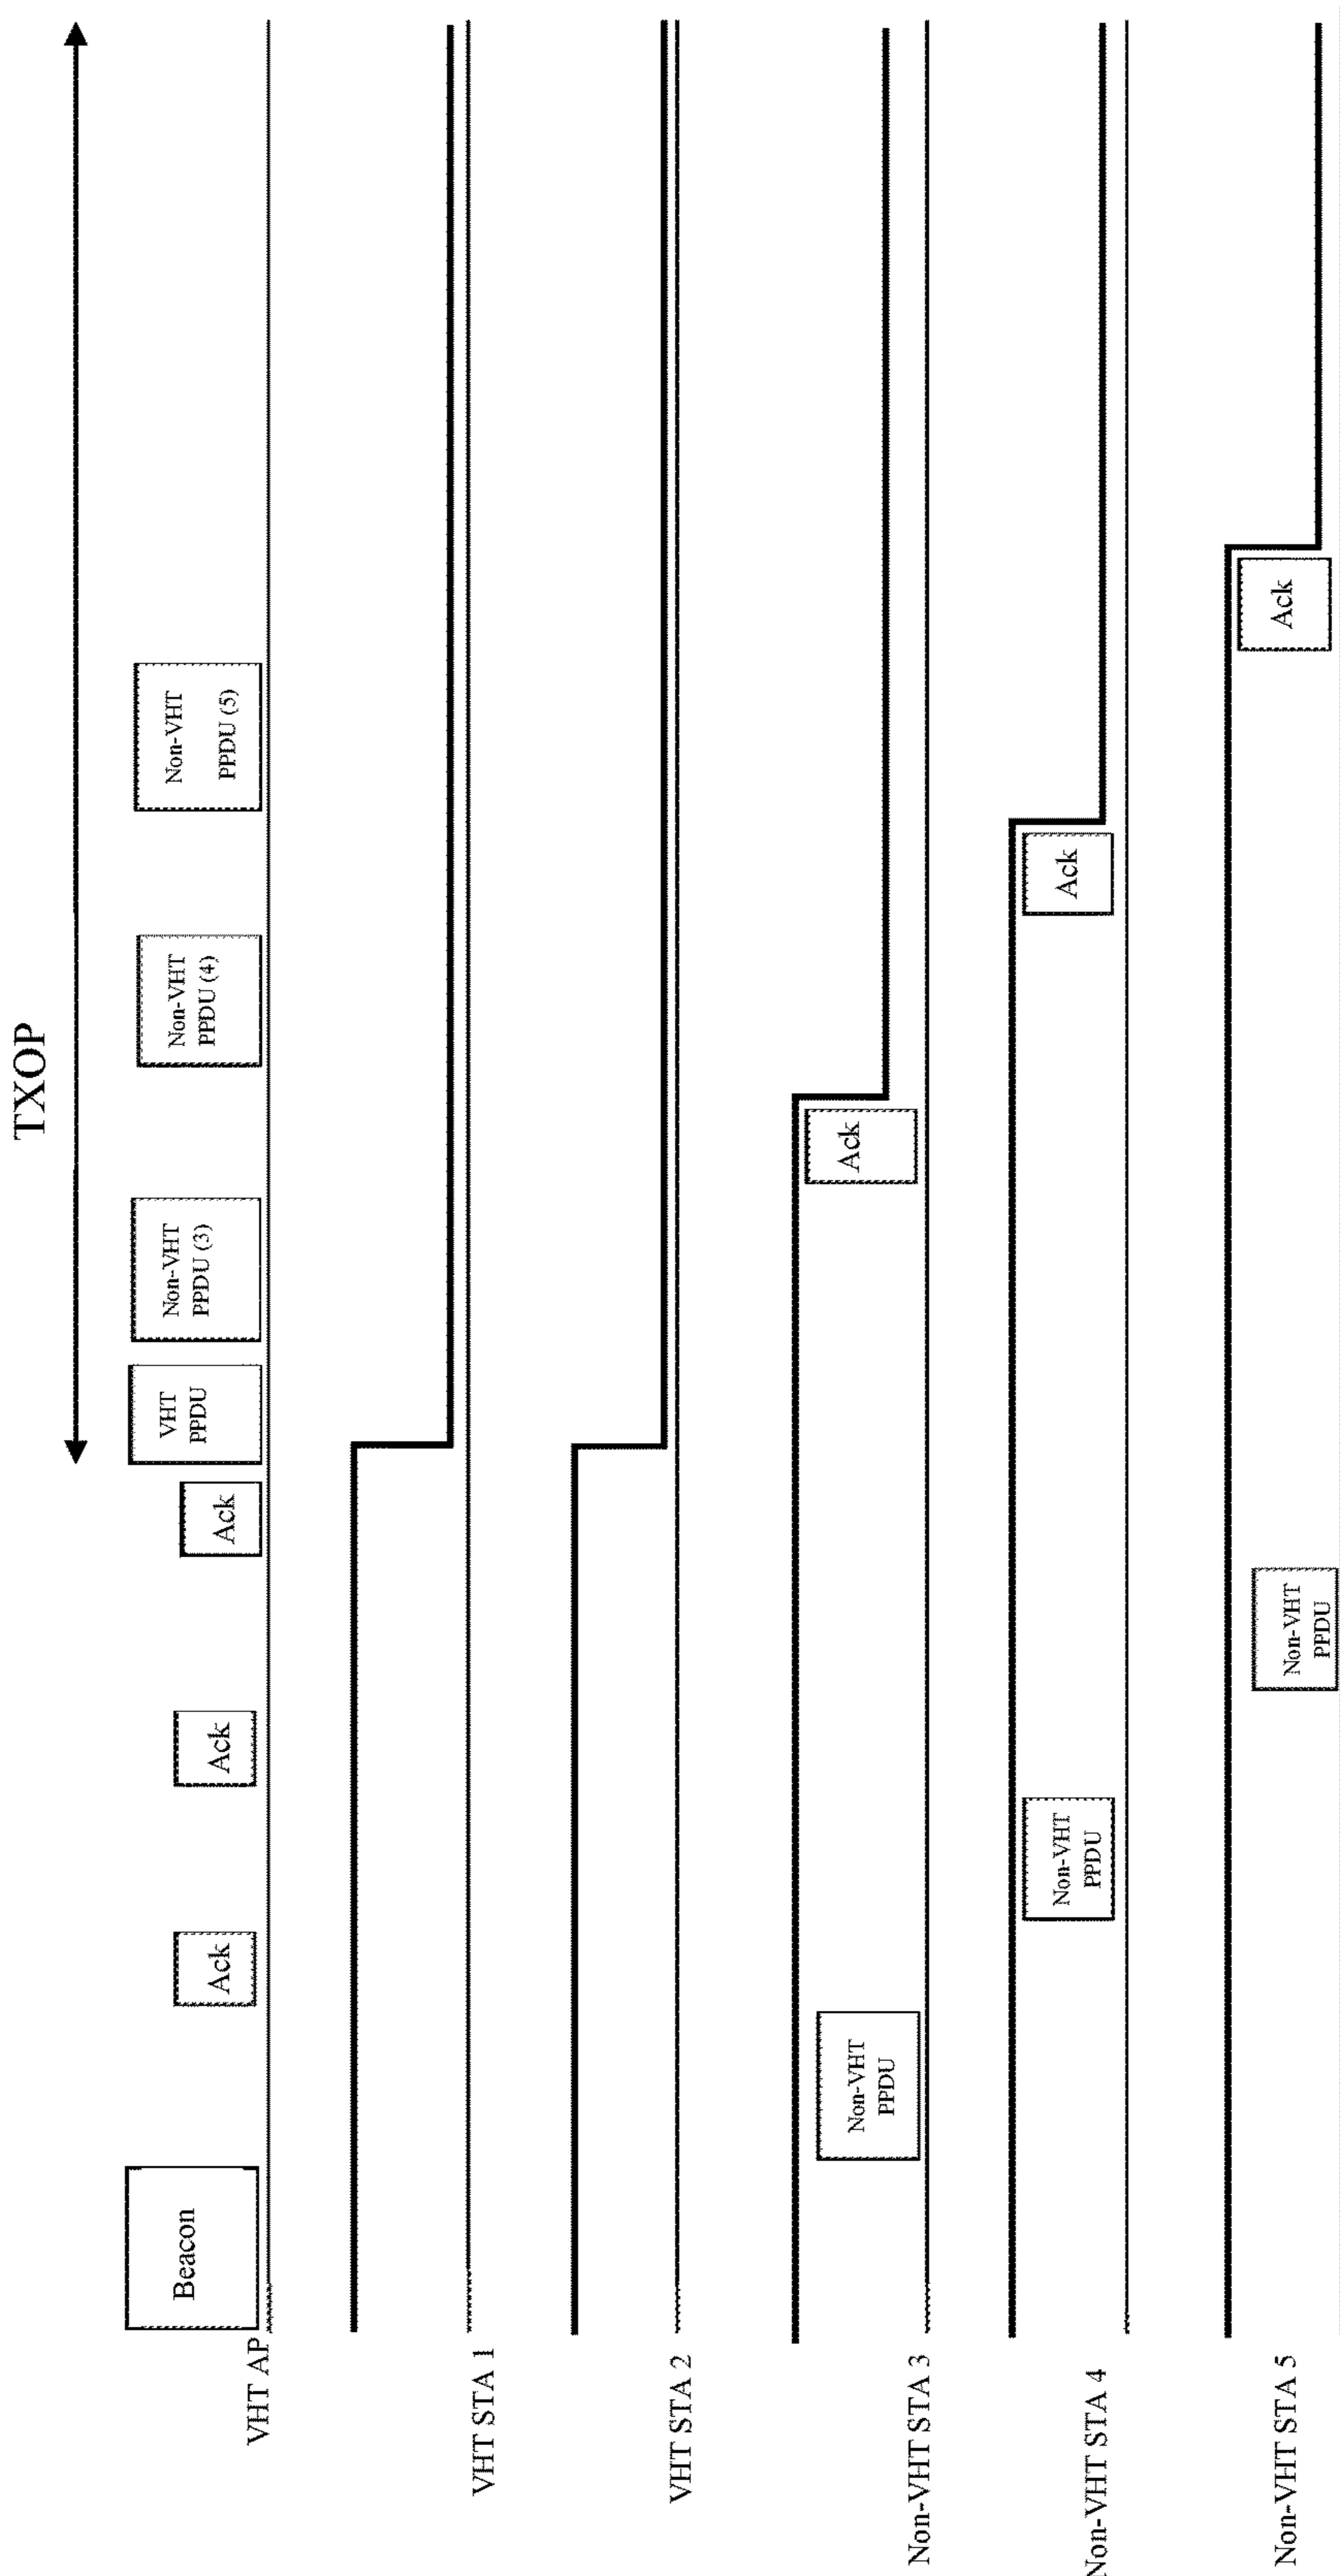 TXOP
VHT AP
Beacon
Ack
Ack
Ack
VHT
PPDU
Non-VHT
PPDU (3)
Non-VHT
PPDU (4)
Non-VHT
PPDU (5)
VHT STA 1
VHT STA 2
Non-VHT STA 3
Non-VHT
PPDU
Ack
Non-VHT STA 4
Non-VHT
PPDU
Ack
Non-VHT STA 5
Non-VHT
PPDU
Ack